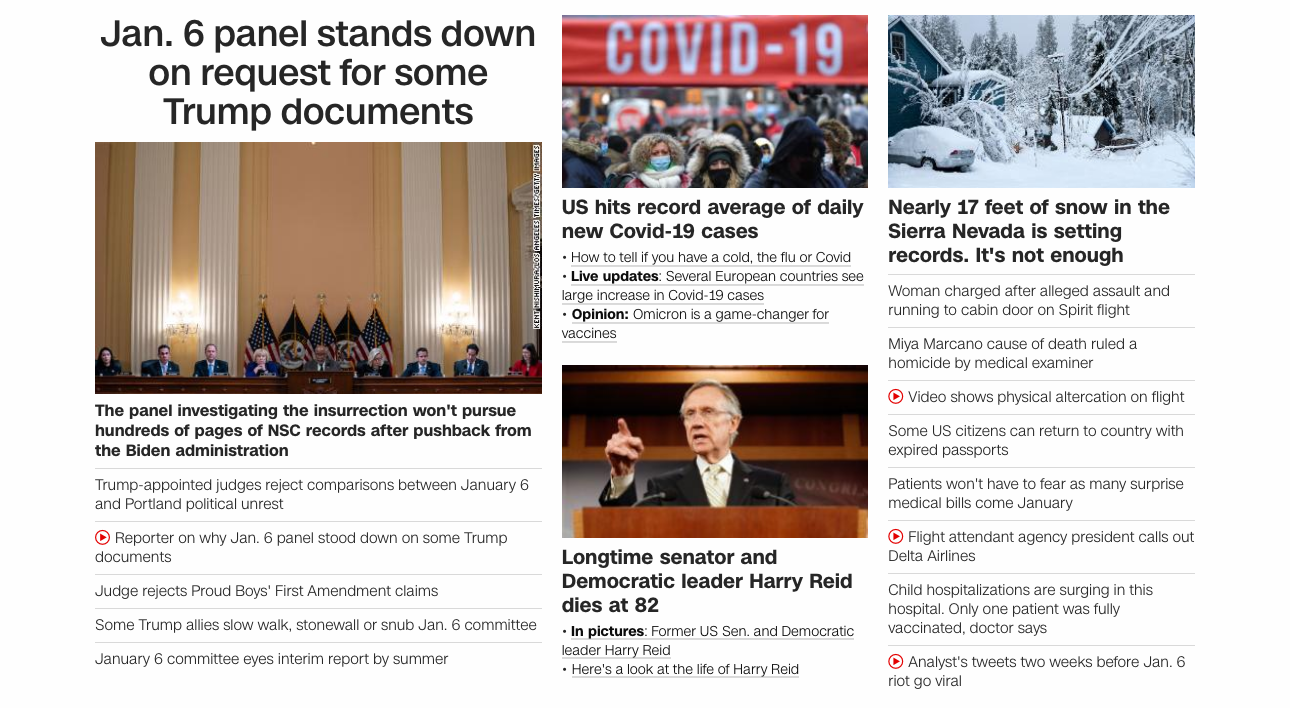 Jan. 6 panel stands down
on request for some
Trump documents
KENT NISHIMURA/LOS ANGELES TIMES/GETTY IMAGES
The panel investigating the insurrection won't pursue
hundreds of pages of NSC records after pushback from
the Biden administration
Trump-appointed judges reject comparisons between January 6
and Portland political unrest
Reporter on why Jan. 6 panel stood down on some Trump
documents
Judge rejects Proud Boys' First Amendment claims
Some Trump allies slow walk, stonewall or snub Jan. 6 committee
January 6 committee eyes interim report by summer
COVID-19
US hits record average of daily
new Covid-19 cases
• How to tell if you have a cold, the flu or Covid
• Live updates: Several European countries see
large increase in Covid-19 cases
• Opinion: Omicron is a game-changer for
vaccines
CONGRES
Longtime senator and
Democratic leader Harry Reid
dies at 82
• In pictures: Former US Sen. and Democratic
leader Harry Reid
• Here's a look at the life of Harry Reid
Nearly 17 feet of snow in the
Sierra Nevada is setting
records. It's not enough
Woman charged after alleged assault and
running to cabin door on Spirit flight
Miya Marcano cause of death ruled a
homicide by medical examiner
Video shows physical altercation on flight
Some US citizens can return to country with
expired passports
Patients won't have to fear as many surprise
medical bills come January
Flight attendant agency president calls out
Delta Airlines
Child hospitalizations are surging in this
hospital. Only one patient was fully
vaccinated, doctor says
Analyst's tweets two weeks before Jan. 6
riot go viral